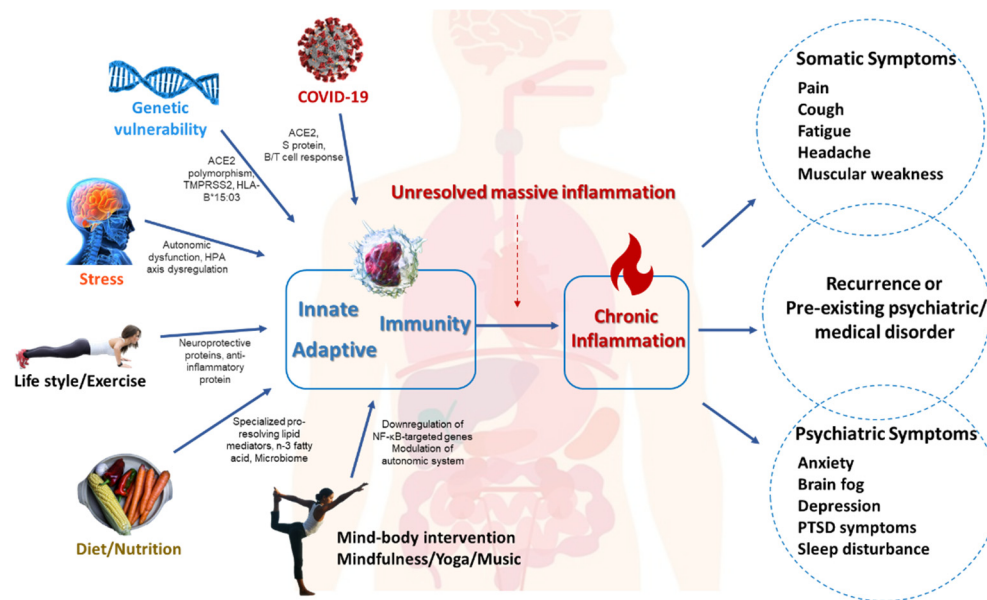 Genetic
vulnerability
COVID-19
ACE2,
S protein,
B/T cell response
ACE2
polymorphism,
TMPRSS2, HLA-
B*15:03
Stress
Autonomic
dysfunction, HPA
axis dysregulation
Life style/Exercise
Neuroprotective
proteins, anti-
inflammatory
protein
Diet/Nutrition
Specialized pro-
resolving lipid
mediators, n-3 fatty
acid, Microbiome
Mind-body intervention
Mindfulness/Yoga/Music
Downregulation of
NF-κB-targeted genes
Modulation of
autonomic system
Innate
Immunity
Adaptive
Unresolved massive inflammation
Chronic
Inflammation
Somatic Symptoms
Pain
Cough
Fatigue
Headache
Muscular weakness
Recurrence or
Pre-existing psychiatric/
medical disorder
Psychiatric Symptoms
Anxiety
Brain fog
Depression
PTSD symptoms
Sleep disturbance